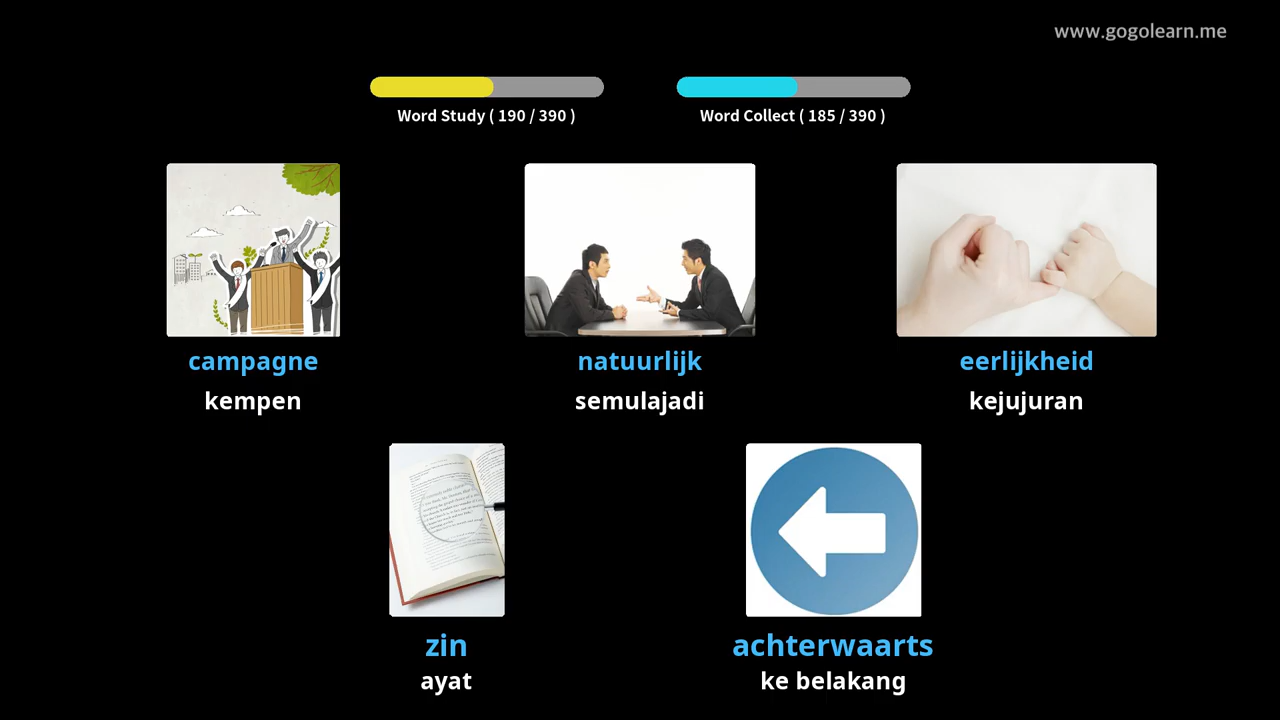 www.gogolearn.me
Word Study ( 190 / 390 )
Word Collect ( 185 / 390 )
campagne
kempen
natuurlijk
semulajadi
eerlijkheid
kejujuran
zin
ayat
achterwaarts
ke belakang